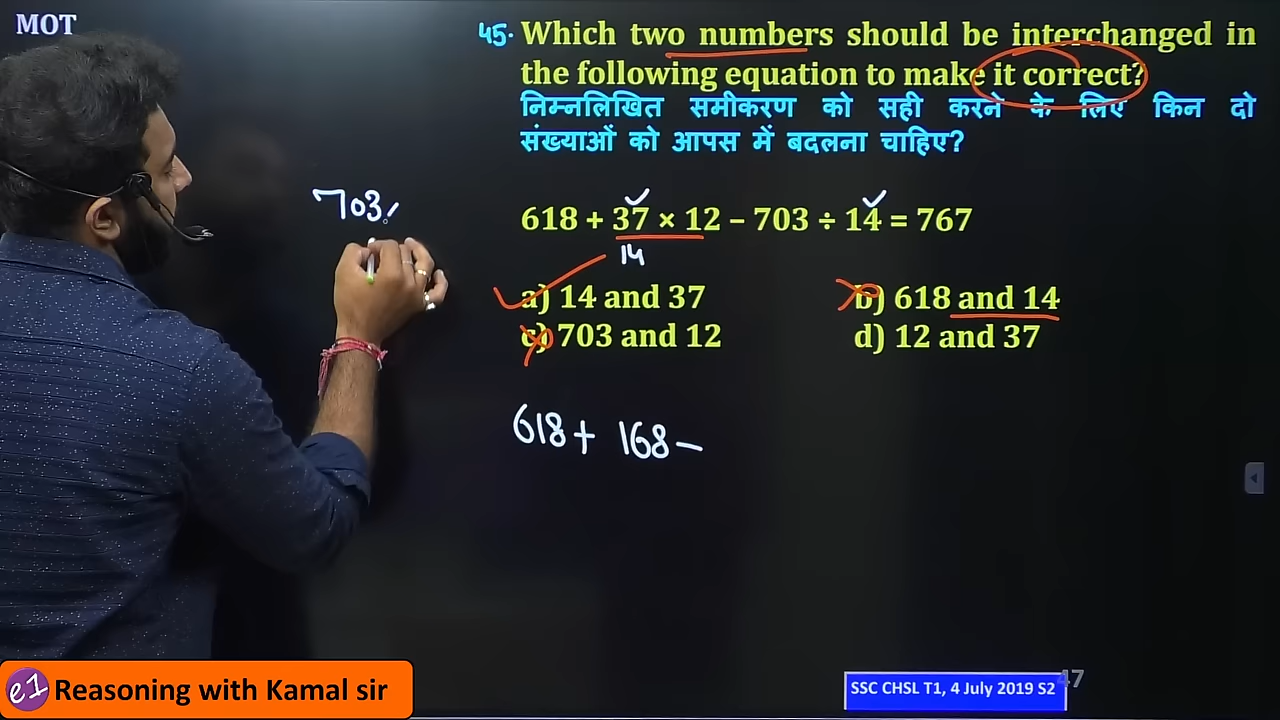 MOT
45. Which two numbers should be interchanged in
the following equation to make it correct?
निम्नलिखित समीकरण को सही करने के लिए किन दो
संख्याओं को आपस में बदलना चाहिए?
703
618 + 37 × 12 – 703 ÷ 14 = 767
14
a) 14 and 37 b) 618 and 14
c) 703 and 12 d) 12 and 37
618 + 168 –
e1 Reasoning with Kamal sir
SSC CHSL T1, 4 July 2019 S2
47